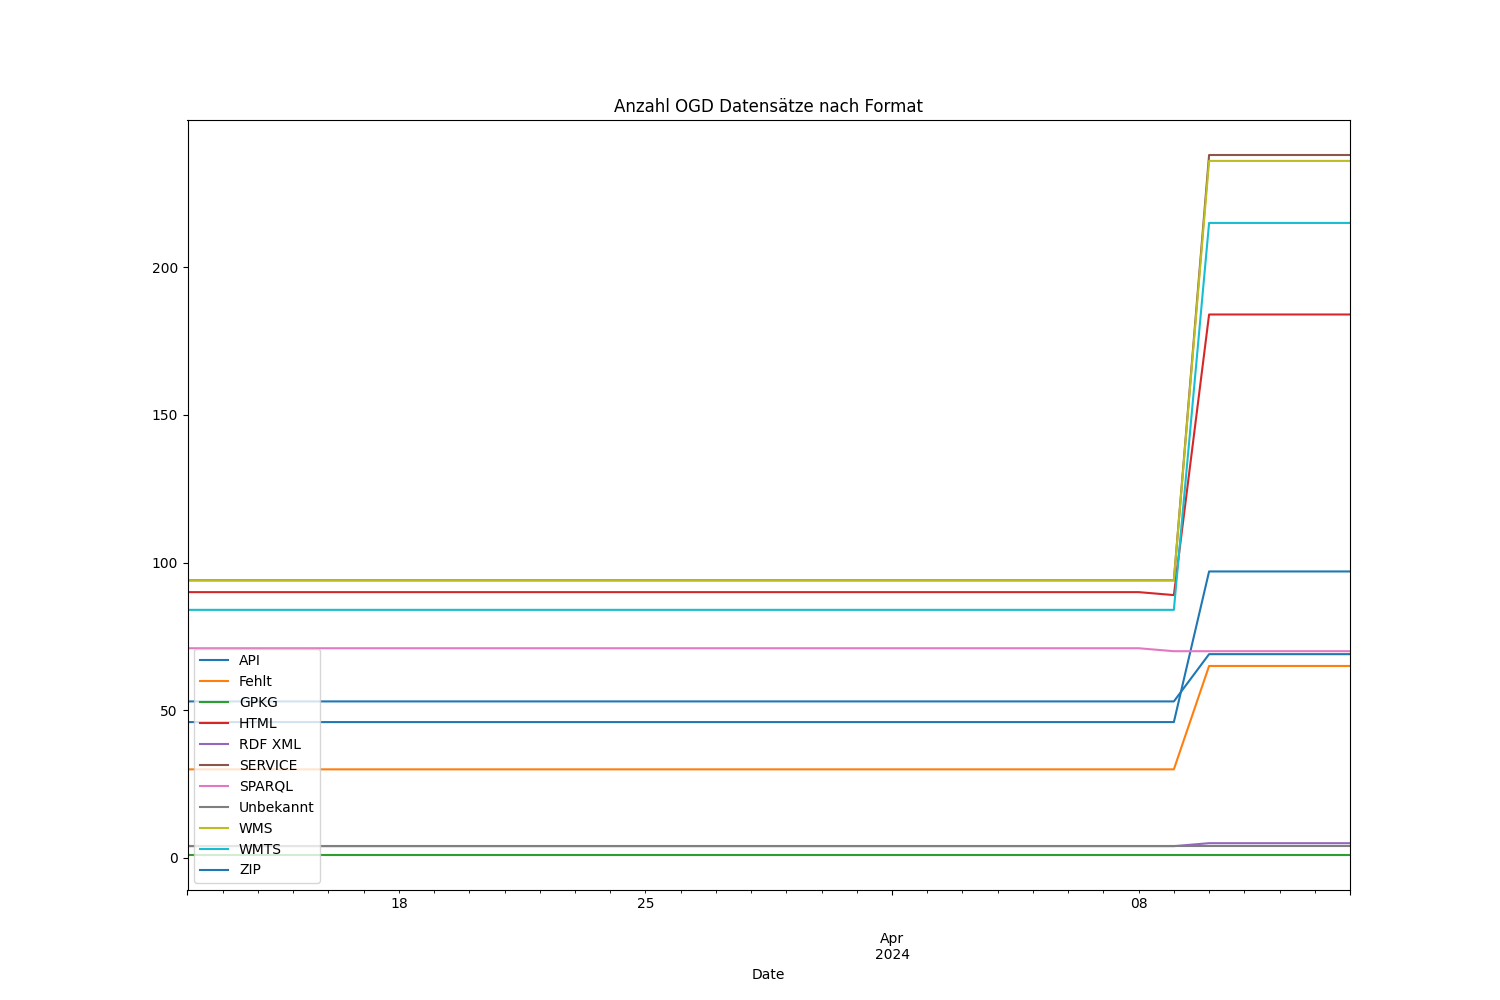 Anzahl OGD Datensätze nach Format
200
150
100
50
0
API
Fehlt
GPKG
HTML
RDF XML
SERVICE
SPARQL
Unbekannt
WMS
WMTS
ZIP
18
25
08
Apr
2024
Date